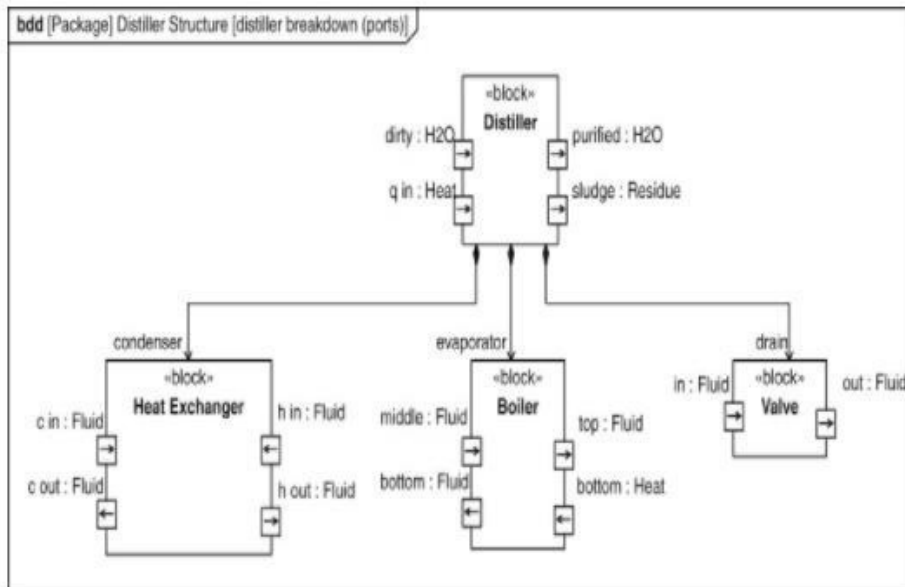 bdd [Package] Distiller Structure [distiller breakdown (ports)]
«block»
Distiller
dirty : H2O
purified : H2O
q in : Heat
sludge : Residue
condenser
evaporator
drain
«block»
Heat Exchanger
c in : Fluid
h in : Fluid
c out : Fluid
h out : Fluid
«block»
Boiler
middle : Fluid
top : Fluid
bottom : Fluid
bottom : Heat
«block»
Valve
in : Fluid
out : Fluid